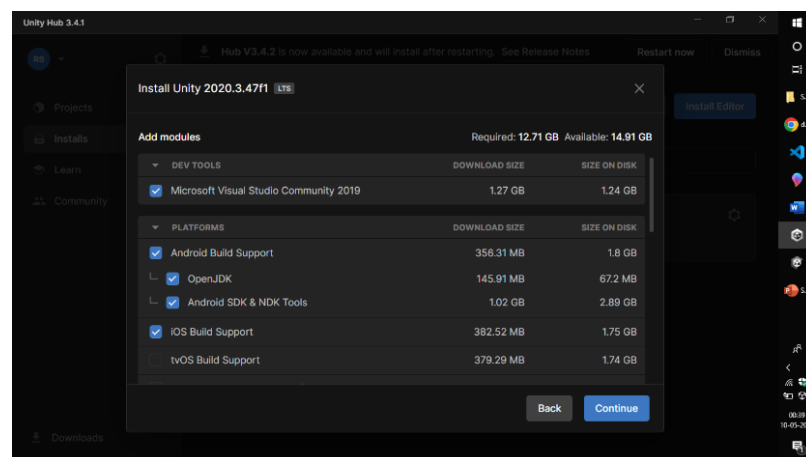 Unity Hub 3.4.1
RS
Hub V3.4.2 is now available and will install after restarting. See Release Notes Restart now Dismiss
Install Unity 2020.3.47f1 LTS
Projects
Install Editor
Installs
Add modules Required: 12.71 GB Available: 14.91 GB
DEV TOOLS DOWNLOAD SIZE SIZE ON DISK
Learn
Microsoft Visual Studio Community 2019 1.27 GB 1.24 GB
Community
PLATFORMS DOWNLOAD SIZE SIZE ON DISK
Android Build Support 356.31 MB 1.8 GB
OpenJDK 145.91 MB 67.2 MB
Android SDK & NDK Tools 1.02 GB 2.89 GB
iOS Build Support 382.52 MB 1.75 GB
tvOS Build Support 379.29 MB 1.74 GB
Back Continue
Downloads
00:39
10-05-20